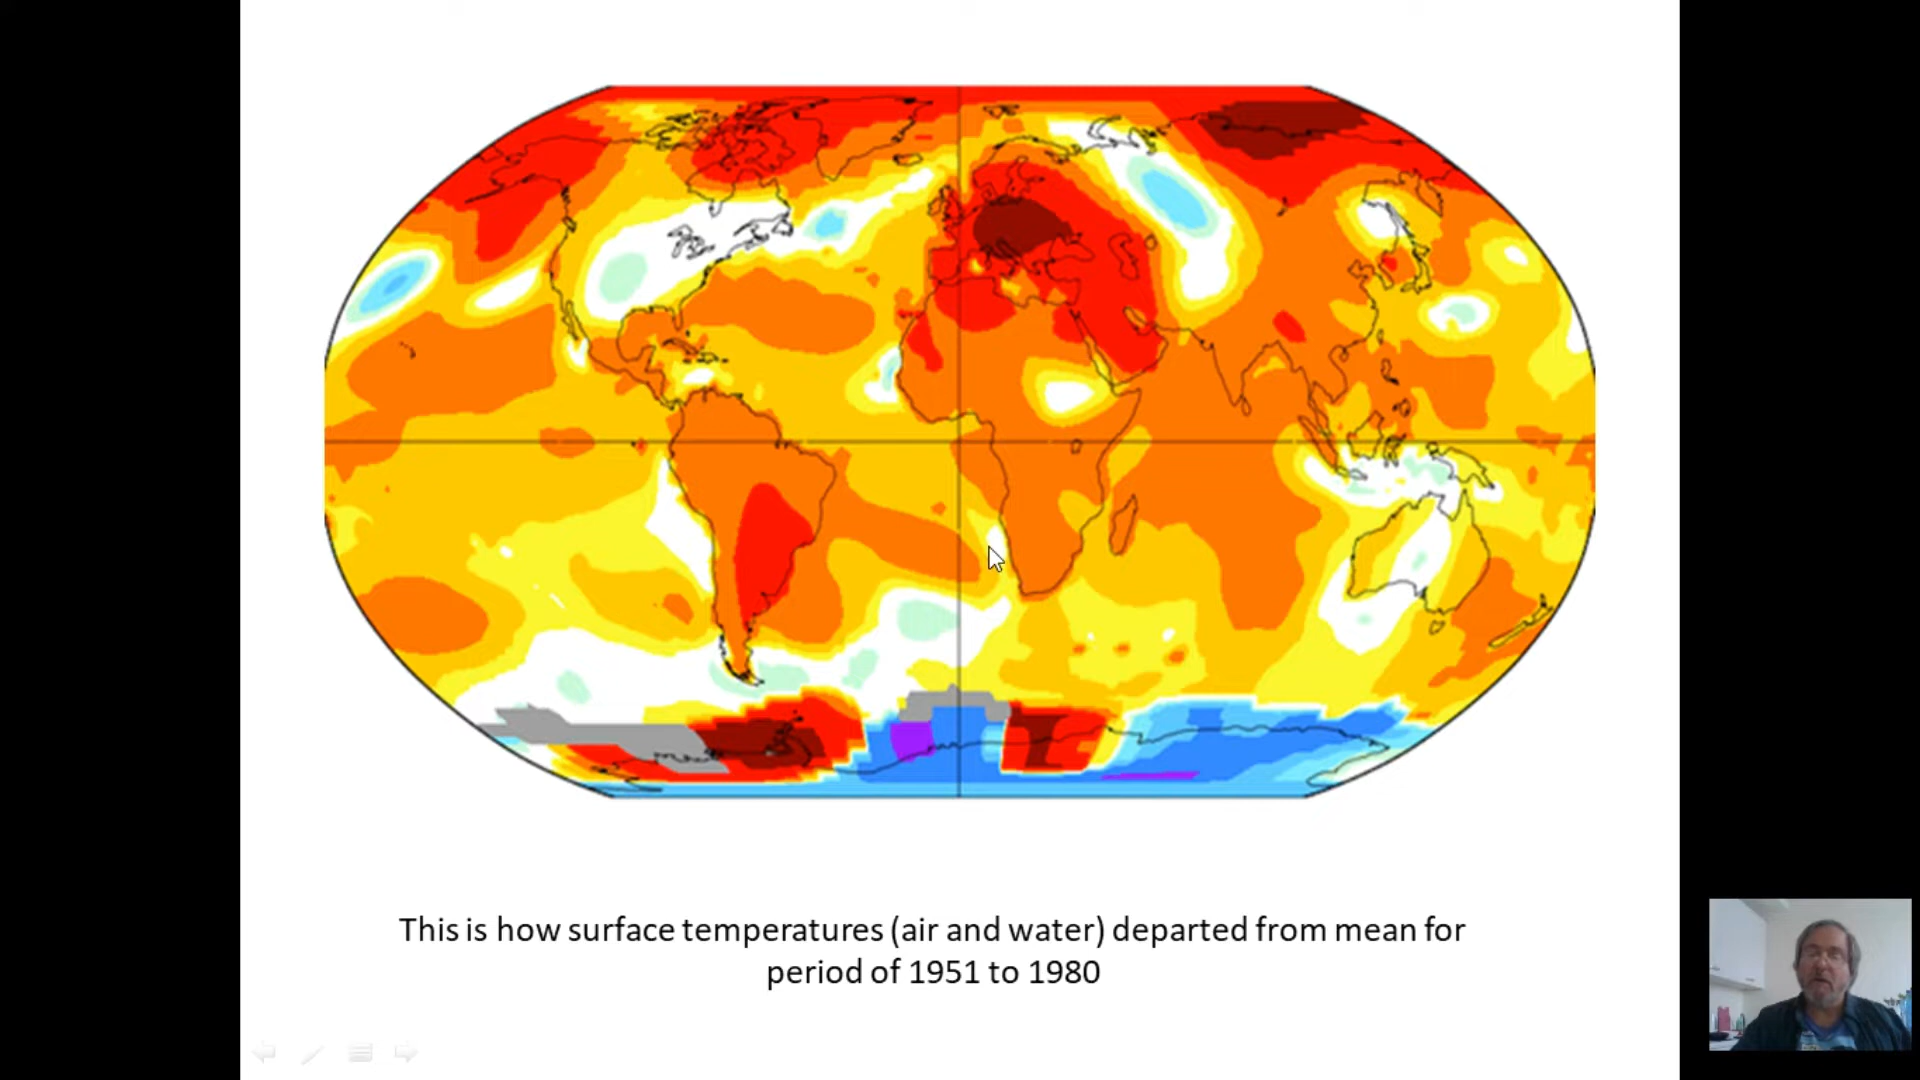 This is how surface temperatures (air and water) departed from mean for
period of 1951 to 1980